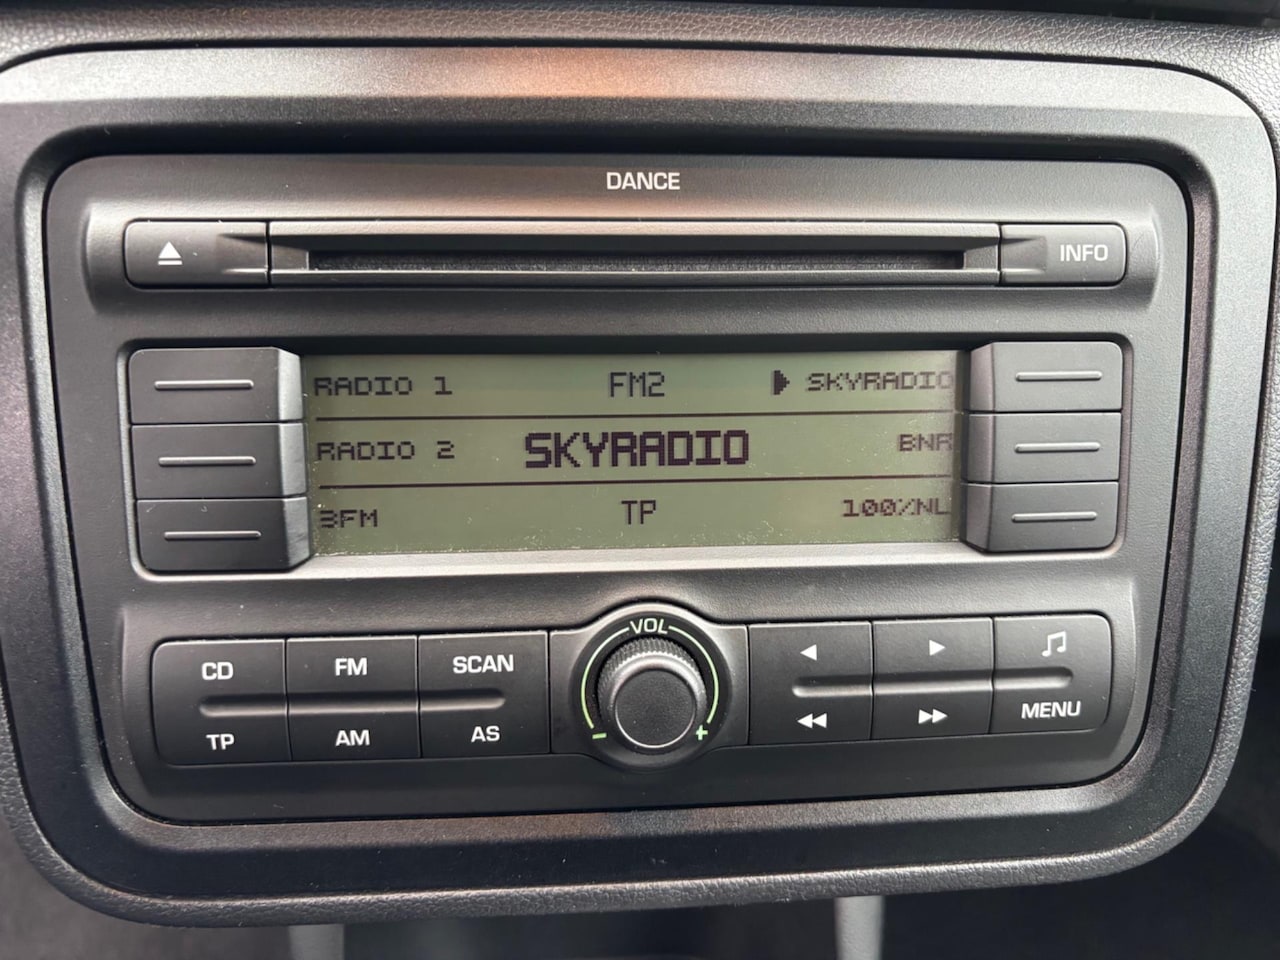 DANCE
INFO
RADIO 1 FM2 SKYRADIO
RADIO 2 SKYRADIO BNR
3FM TP 100%NL
VOL
CD FM SCAN
TP AM AS - + MENU